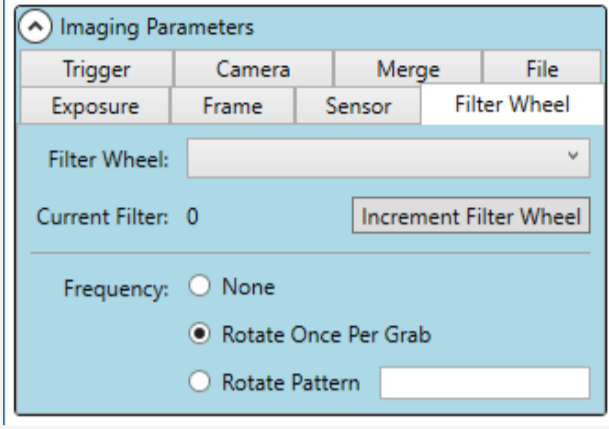 Imaging Parameters
Trigger Camera Merge File
Exposure Frame Sensor Filter Wheel
Filter Wheel:
Current Filter: 0 Increment Filter Wheel
Frequency: None
Rotate Once Per Grab
Rotate Pattern